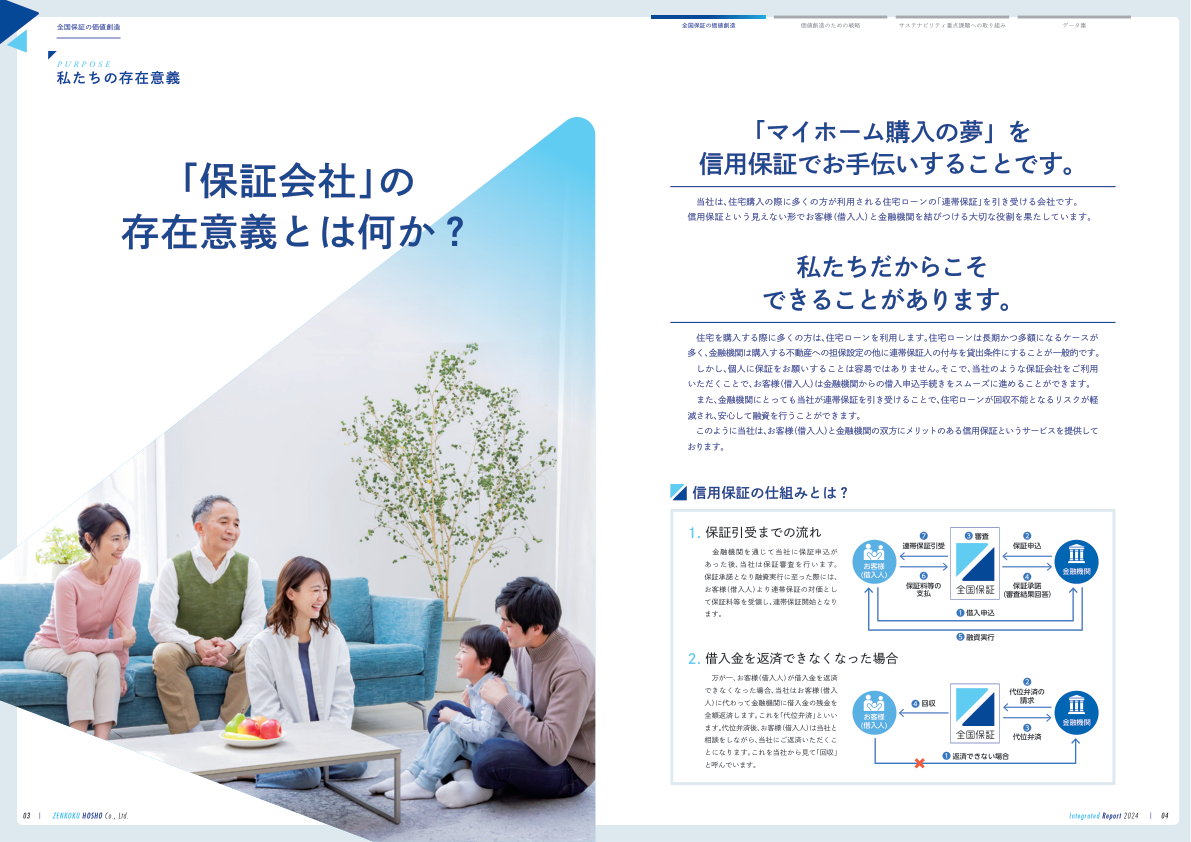 全国保証の価値創造
PURPOSE
私たちの存在意義
「保証会社」の
存在意義とは何か？
03 | ZENKOKU HOSHO Co., Ltd.
全国保証の価値創造
価値創造のための戦略
サステナビリティ重点課題への取り組み
データ集
「マイホーム購入の夢」を
信用保証でお手伝いすることです。
当社は、住宅購入の際に多くの方が利用される住宅ローンの「連帯保証」を引き受ける会社です。
信用保証という見えない形でお客様（借入人）と金融機関を結びつける大切な役割を果たしています。
私たちだからこそ
できることがあります。
住宅を購入する際に多くの方は、住宅ローンを利用します。住宅ローンは長期かつ多額になるケースが
多く、金融機関は購入する不動産への担保設定の他に連帯保証人の付与を貸出条件にすることが一般的です。
しかし、個人に保証をお願いすることは容易ではありません。そこで、当社のような保証会社をご利用
いただくことで、お客様（借入人）は金融機関からの借入申込手続きをスムーズに進めることができます。
また、金融機関にとっても当社が連帯保証を引き受けることで、住宅ローンが回収不能となるリスクが軽
減され、安心して融資を行うことができます。
このように当社は、お客様（借入人）と金融機関の双方にメリットのある信用保証というサービスを提供して
おります。
信用保証の仕組みとは？
1. 保証引受までの流れ
金融機関を通じて当社に保証申込が
あった後、当社は保証審査を行います。
保証承諾となり融資実行に至った際には、
お客様（借入人）より連帯保証の対価とし
て保証料等を受領し、連帯保証開始となり
ます。
お客様
（借入人）
❼
連帯保証引受
❻
保証料等の
支払
❸ 審査
全国保証
❷
保証申込
❹
保証承諾
（審査結果回答）
金融機関
❶ 借入申込
❺ 融資実行
2. 借入金を返済できなくなった場合
万が一、お客様（借入人）が借入金を返済
できなくなった場合、当社はお客様（借入
人）に代わって金融機関に借入金の残金を
全額返済します。これを「代位弁済」といい
ます。代位弁済後、お客様（借入人）は当社と
相談をしながら、当社にご返済いただくこ
とになります。これを当社から見て「回収」
と呼んでいます。
お客様
（借入人）
❹ 回収
全国保証
❷
代位弁済の
請求
❸
代位弁済
金融機関
❶ 返済できない場合
Integrated Report 2024 | 04